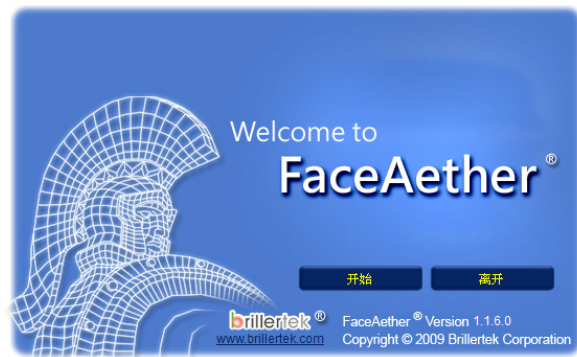 Welcome to
FaceAether®
开始 离开
brillertek ® FaceAether ® Version 1.1.6.0
www.brillertek.com Copyright © 2009 Brillertek Corporation